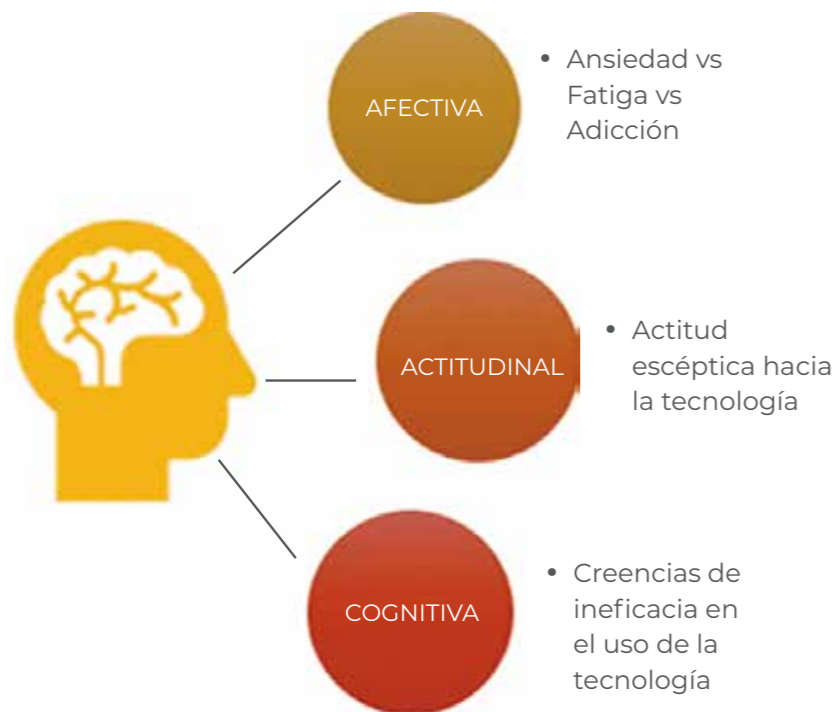 AFECTIVA
• Ansiedad vs
Fatiga vs
Adicción
ACTITUDINAL
• Actitud
escéptica hacia
la tecnología
COGNITIVA
• Creencias de
ineficacia en
el uso de la
tecnología